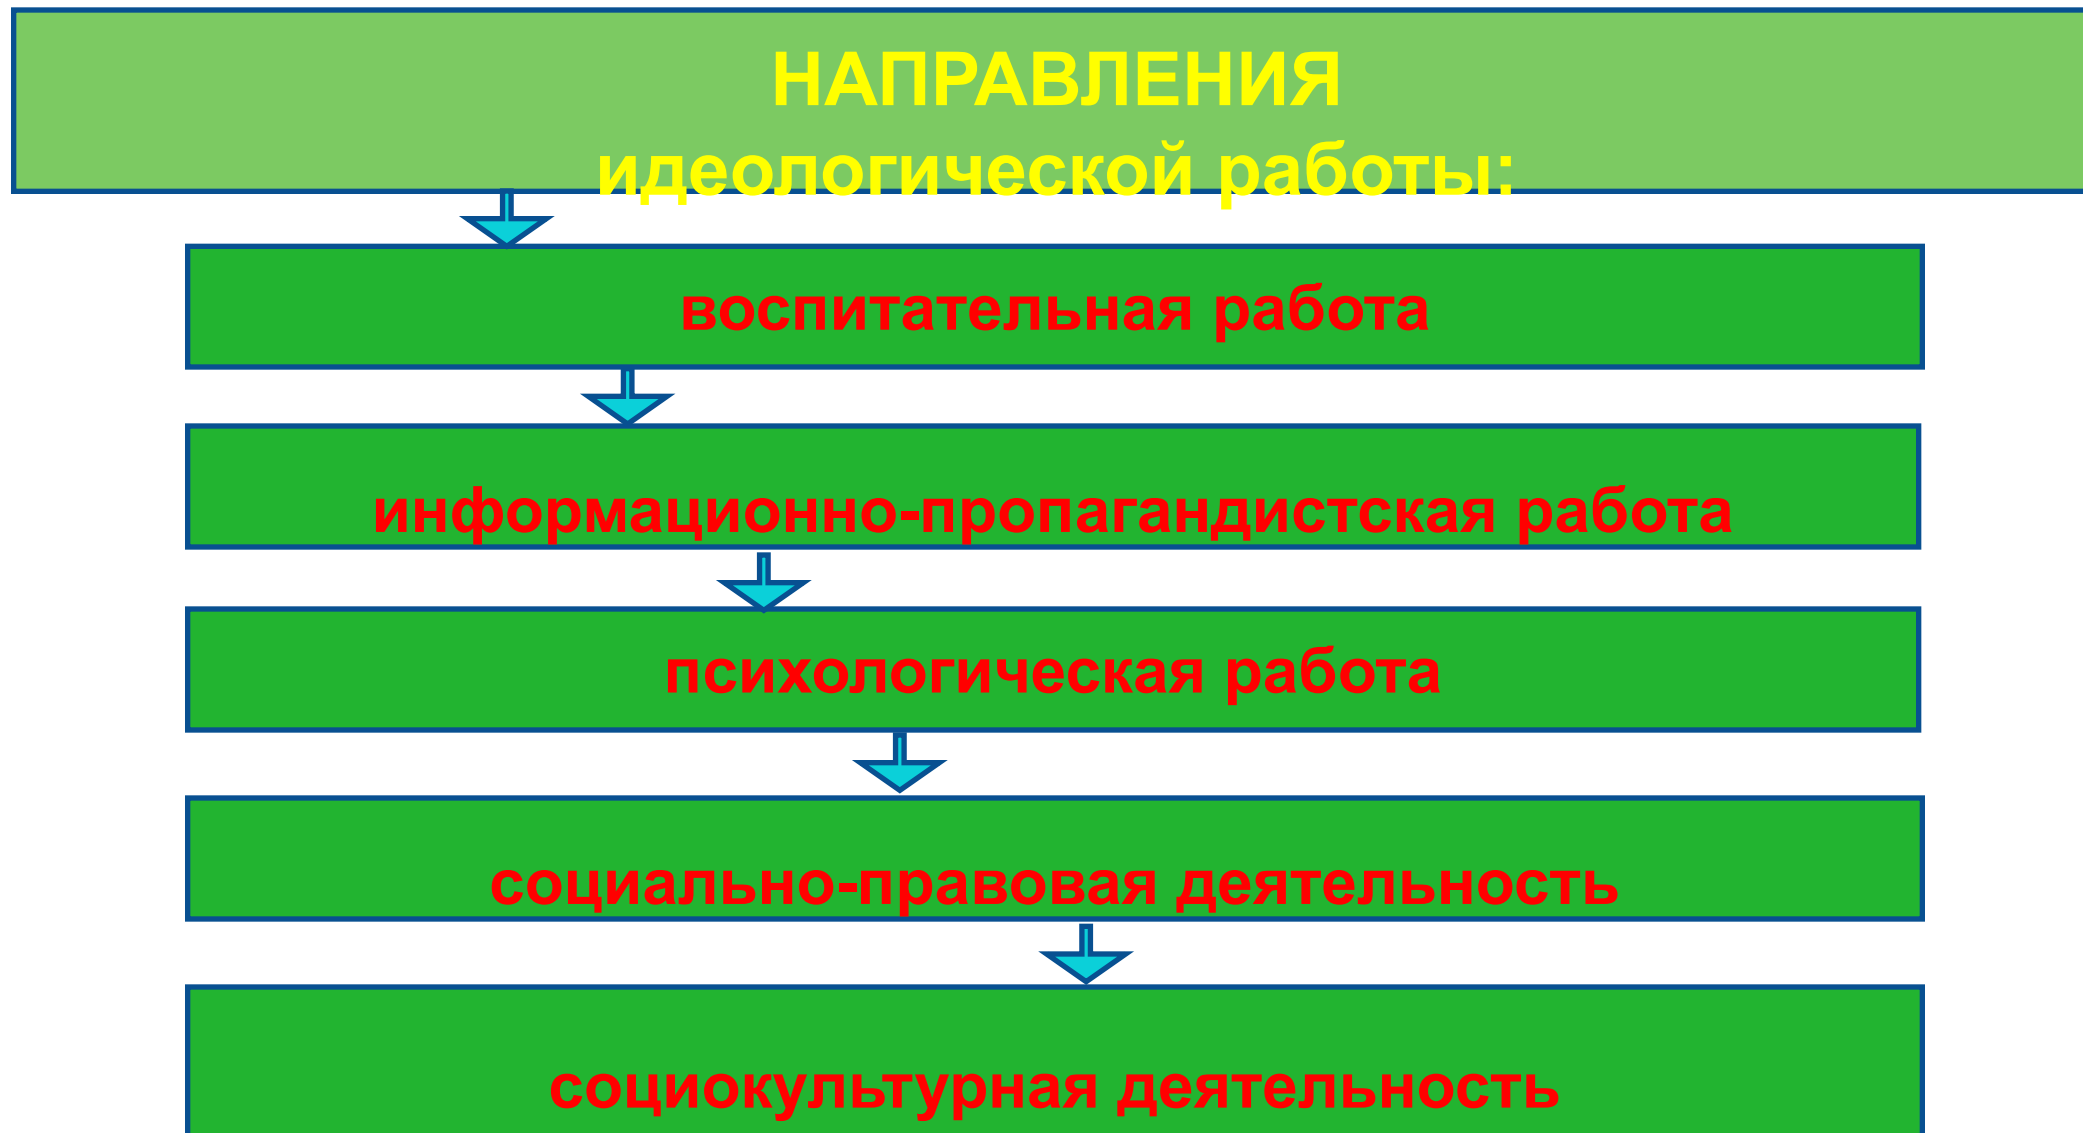 НАПРАВЛЕНИЯ
идеологической работы:
воспитательная работа
информационно-пропагандистская работа
психологическая работа
социально-правовая деятельность
социокультурная деятельность